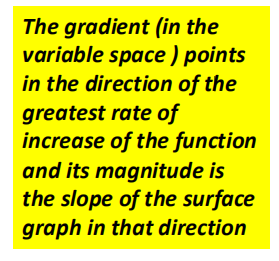 The gradient (in the
variable space ) points
in the direction of the
greatest rate of
increase of the function
and its magnitude is
the slope of the surface
graph in that direction